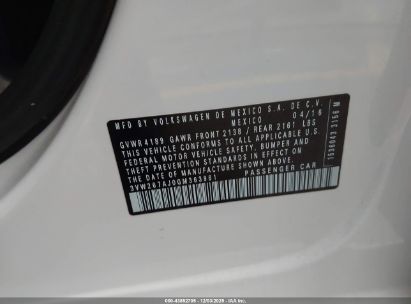 MFD BY VOLKSWAGEN DE MEXICO S.A. DE C.V.
MEXICO 04/16
GVWR 4189 GAWR FRONT 2138 / REAR 2161 LBS
THIS VEHICLE CONFORMS TO ALL APPLICABLE U.S.
FEDERAL MOTOR VEHICLE SAFETY, BUMPER AND
THEFT PREVENTION STANDARDS IN EFFECT ON
THE DATE OF MANUFACTURE SHOWN ABOVE
3VW267AJ0GM363981 PASSENGER CAR